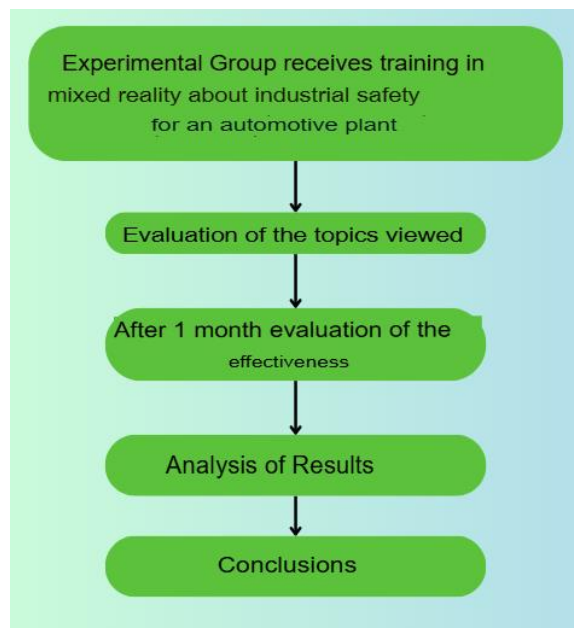 Experimental Group receives training in
mixed reality about industrial safety
for an automotive plant
Evaluation of the topics viewed
After 1 month evaluation of the
effectiveness
Analysis of Results
Conclusions